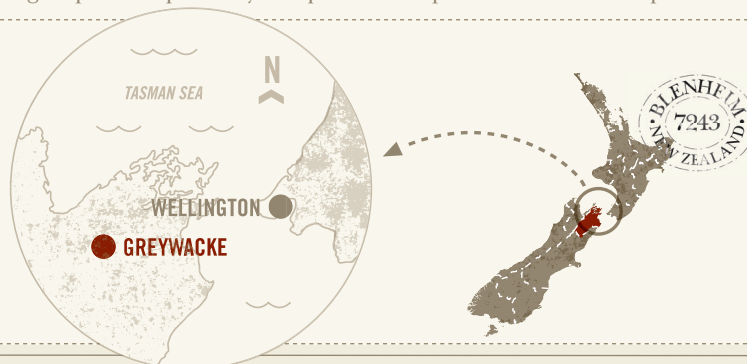 N
TASMAN SEA
WELLINGTON
GREYWACKE
BLENHEIM
7243
NEW ZEALAND